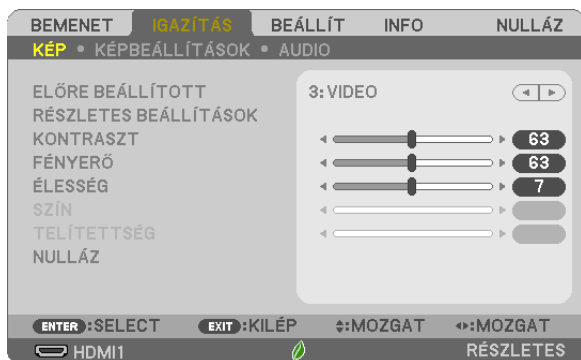 BEMENET IGAZÍTÁS BEÁLLÍT INFO NULLÁZ
KÉP • KÉPBEÁLLÍTÁSOK • AUDIO
ELŐRE BEÁLLÍTOTT 3: VIDEO
RÉSZLETES BEÁLLÍTÁSOK
KONTRASZT 63
FÉNYERŐ 63
ÉLESSÉG 7
SZÍN
TELÍTETTSÉG
NULLÁZ
ENTER :SELECT EXIT :KILÉP :MOZGAT :MOZGAT
HDMI1 RÉSZLETES